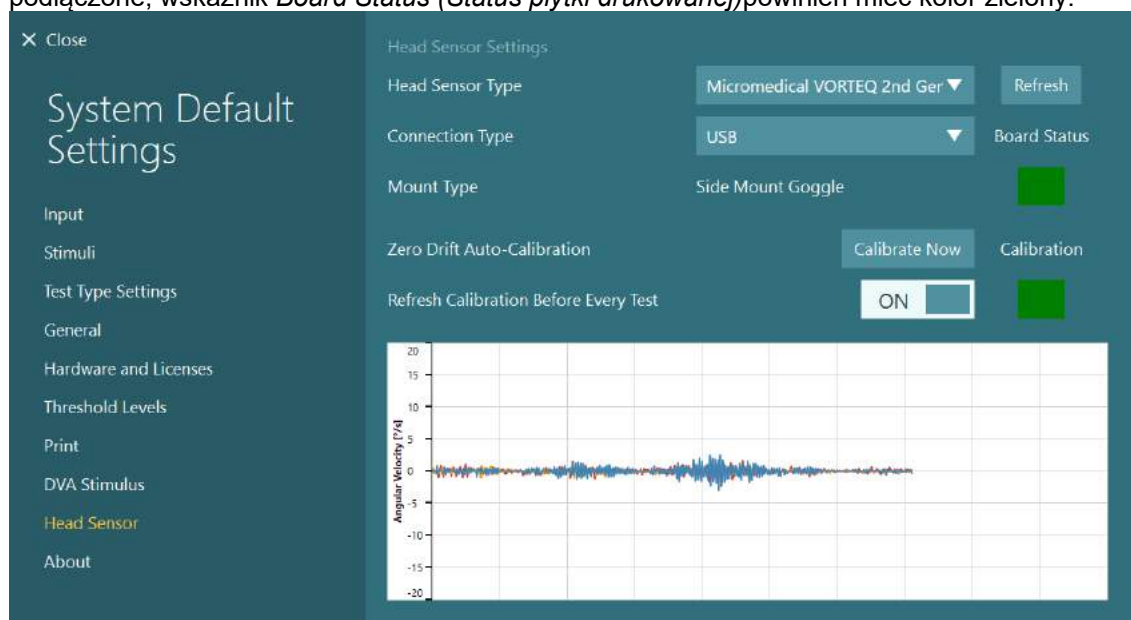 podłączone, wskaźnik Board Status (Status płytki drukowanej)powinien mieć kolor zielony.
× Close
System Default
Settings
Input
Stimuli
Test Type Settings
General
Hardware and Licenses
Threshold Levels
Print
DVA Stimulus
Head Sensor
About
Head Sensor Settings
Head Sensor Type Micromedical VORTEQ 2nd Ger Refresh
Connection Type USB Board Status
Mount Type Side Mount Goggle
Zero Drift Auto-Calibration Calibrate Now Calibration
Refresh Calibration Before Every Test ON
Angular Velocity [°/s]
20
15
10
5
0
-5
-10
-15
-20